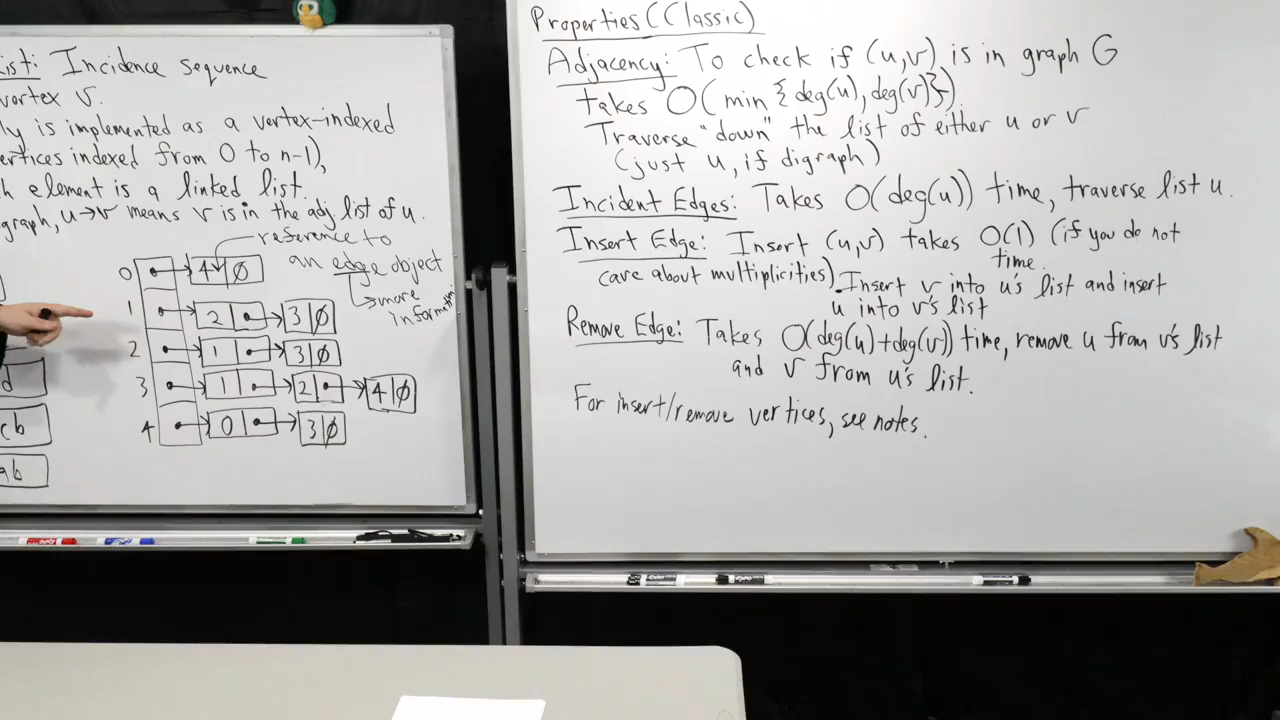 List: Incidence sequence
vertex v.
ly is implemented as a vertex-indexed
ertices indexed from 0 to n-1),
h element is a linked list.
graph, u→v means v is in the adj list of u.
reference to
an edge object
more
information
0 → 4 | ∅
1 → 2 | → 3 | ∅
2 → 1 | → 3 | ∅
3 → 1 | → 2 | → 4 | ∅
4 → 0 | → 3 | ∅
d
cb
ab
Properties (Classic)
Adjacency: To check if (u,v) is in graph G
takes O(min {deg(u), deg(v)})
Traverse "down" the list of either u or v
(just u, if digraph)
Incident Edges: Takes O(deg(u)) time, traverse list u.
Insert Edge: Insert (u,v) takes O(1) (if you do not
time.
care about multiplicities). Insert v into u's list and insert
u into v's list
Remove Edge: Takes O(deg(u)+deg(v)) time, remove u from v's list
and v from u's list.
For insert/remove vertices, see notes.